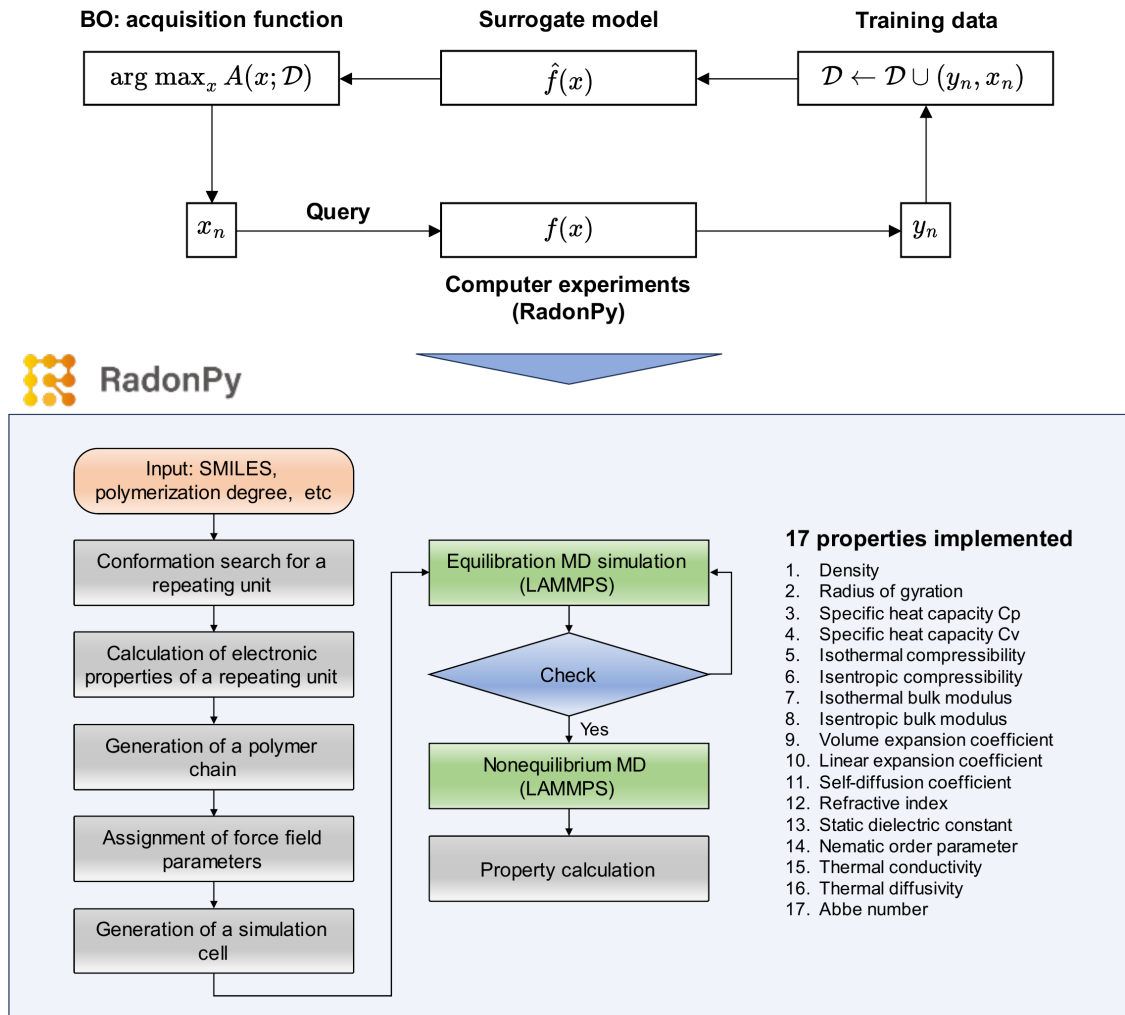 BO: acquisition function
Surrogate model
Training data
arg max_x A(x; 𝒟)
f̂(x)
𝒟 ← 𝒟 ∪ (y_n, x_n)
x_n
Query
f(x)
y_n
Computer experiments
(RadonPy)
RadonPy
Input: SMILES,
polymerization degree, etc
Conformation search for a
repeating unit
Calculation of electronic
properties of a repeating unit
Generation of a polymer
chain
Assignment of force field
parameters
Generation of a simulation
cell
Equilibration MD simulation
(LAMMPS)
Check
Yes
Nonequilibrium MD
(LAMMPS)
Property calculation
17 properties implemented
1. Density
2. Radius of gyration
3. Specific heat capacity Cp
4. Specific heat capacity Cv
5. Isothermal compressibility
6. Isentropic compressibility
7. Isothermal bulk modulus
8. Isentropic bulk modulus
9. Volume expansion coefficient
10. Linear expansion coefficient
11. Self-diffusion coefficient
12. Refractive index
13. Static dielectric constant
14. Nematic order parameter
15. Thermal conductivity
16. Thermal diffusivity
17. Abbe number